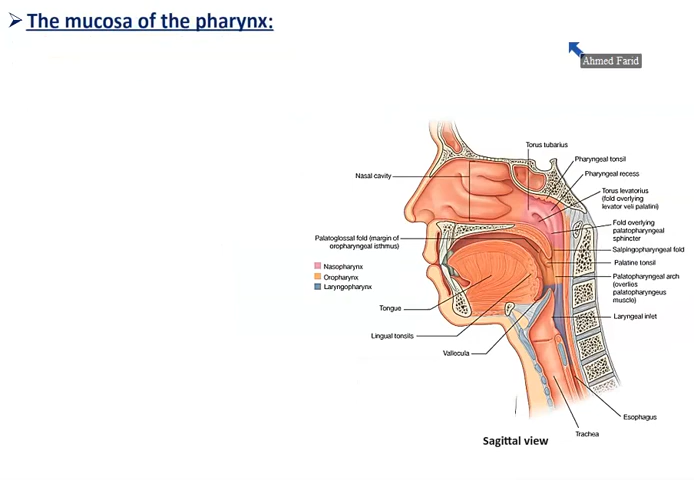 ➢ The mucosa of the pharynx:
Ahmed Farid
Torus tubarius
Pharyngeal tonsil
Pharyngeal recess
Nasal cavity
Torus levatorius
(fold overlying
levator veli palatini)
Fold overlying
palatopharyngeal
sphincter
Palatoglossal fold (margin of
oropharyngeal isthmus)
Salpingopharyngeal fold
Palatine tonsil
Nasopharynx
Oropharynx
Laryngopharynx
Palatopharyngeal arch
(overlies
palatopharyngeus
muscle)
Tongue
Laryngeal inlet
Lingual tonsils
Vallecula
Esophagus
Trachea
Sagittal view